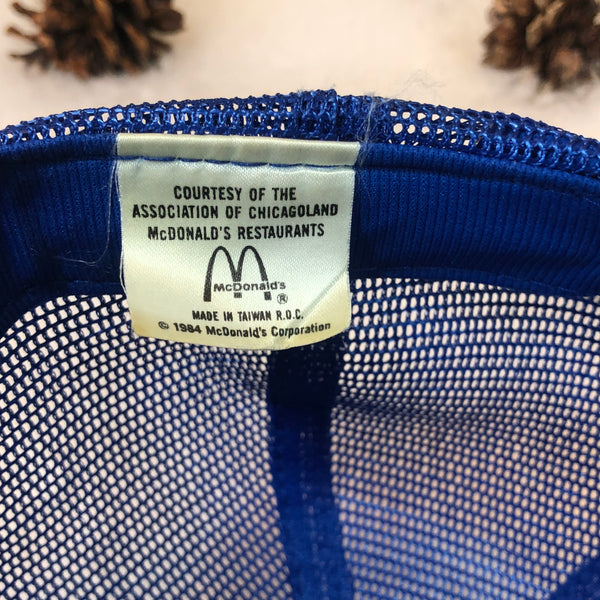 COURTESY OF THE
ASSOCIATION OF CHICAGOLAND
McDONALD'S RESTAURANTS
McDonald's
®
MADE IN TAIWAN R.O.C.
© 1984 McDonald's Corporation